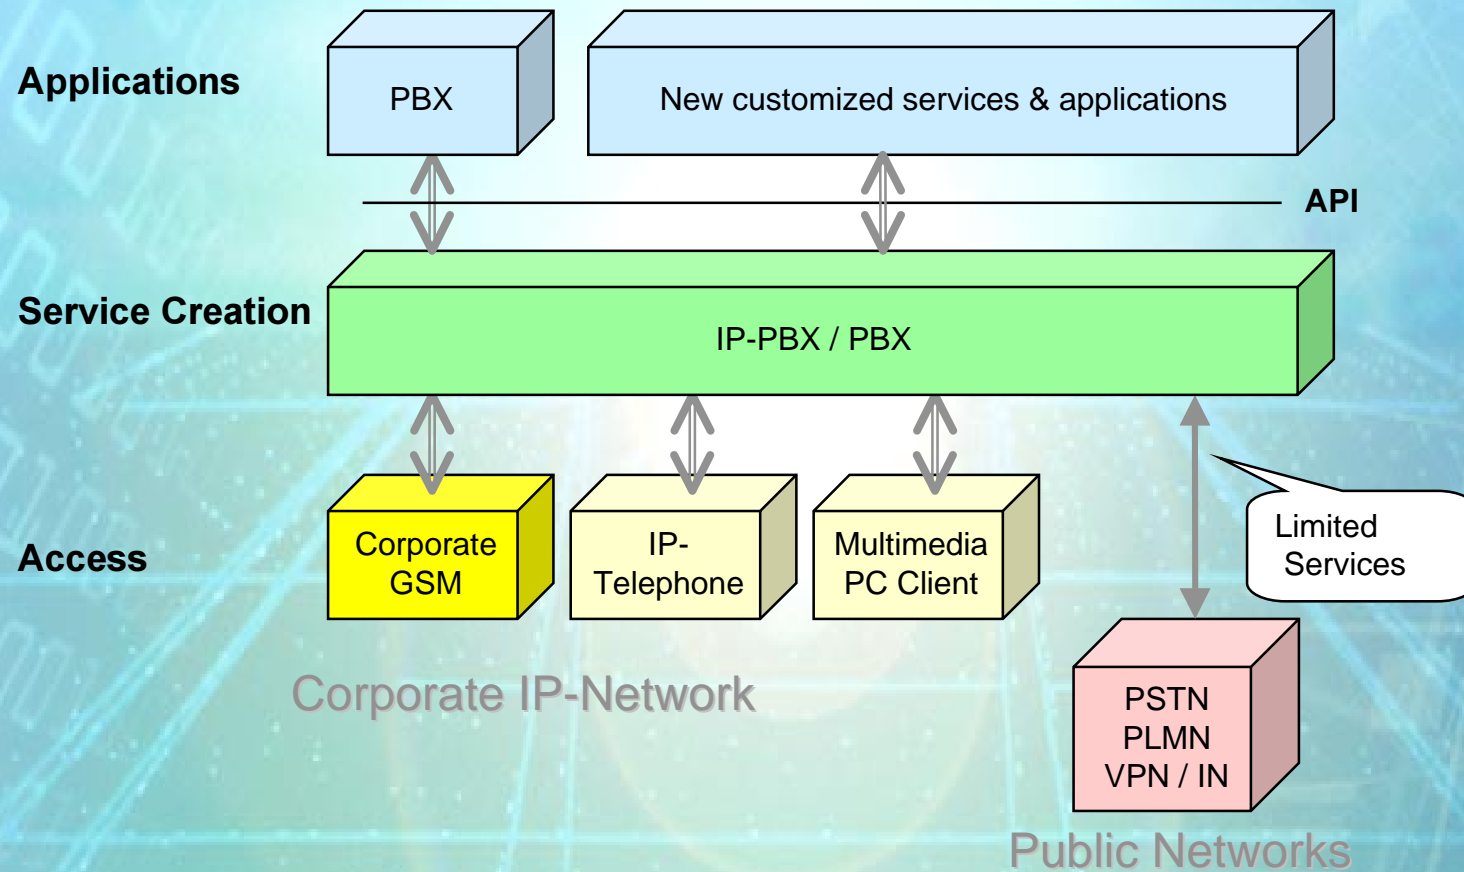 Applications
PBX
New customized services & applications
API
Service Creation
IP-PBX / PBX
Access
Corporate
GSM
IP-
Telephone
Multimedia
PC Client
Limited
Services
Corporate IP-Network
PSTN
PLMN
VPN / IN
Public Networks